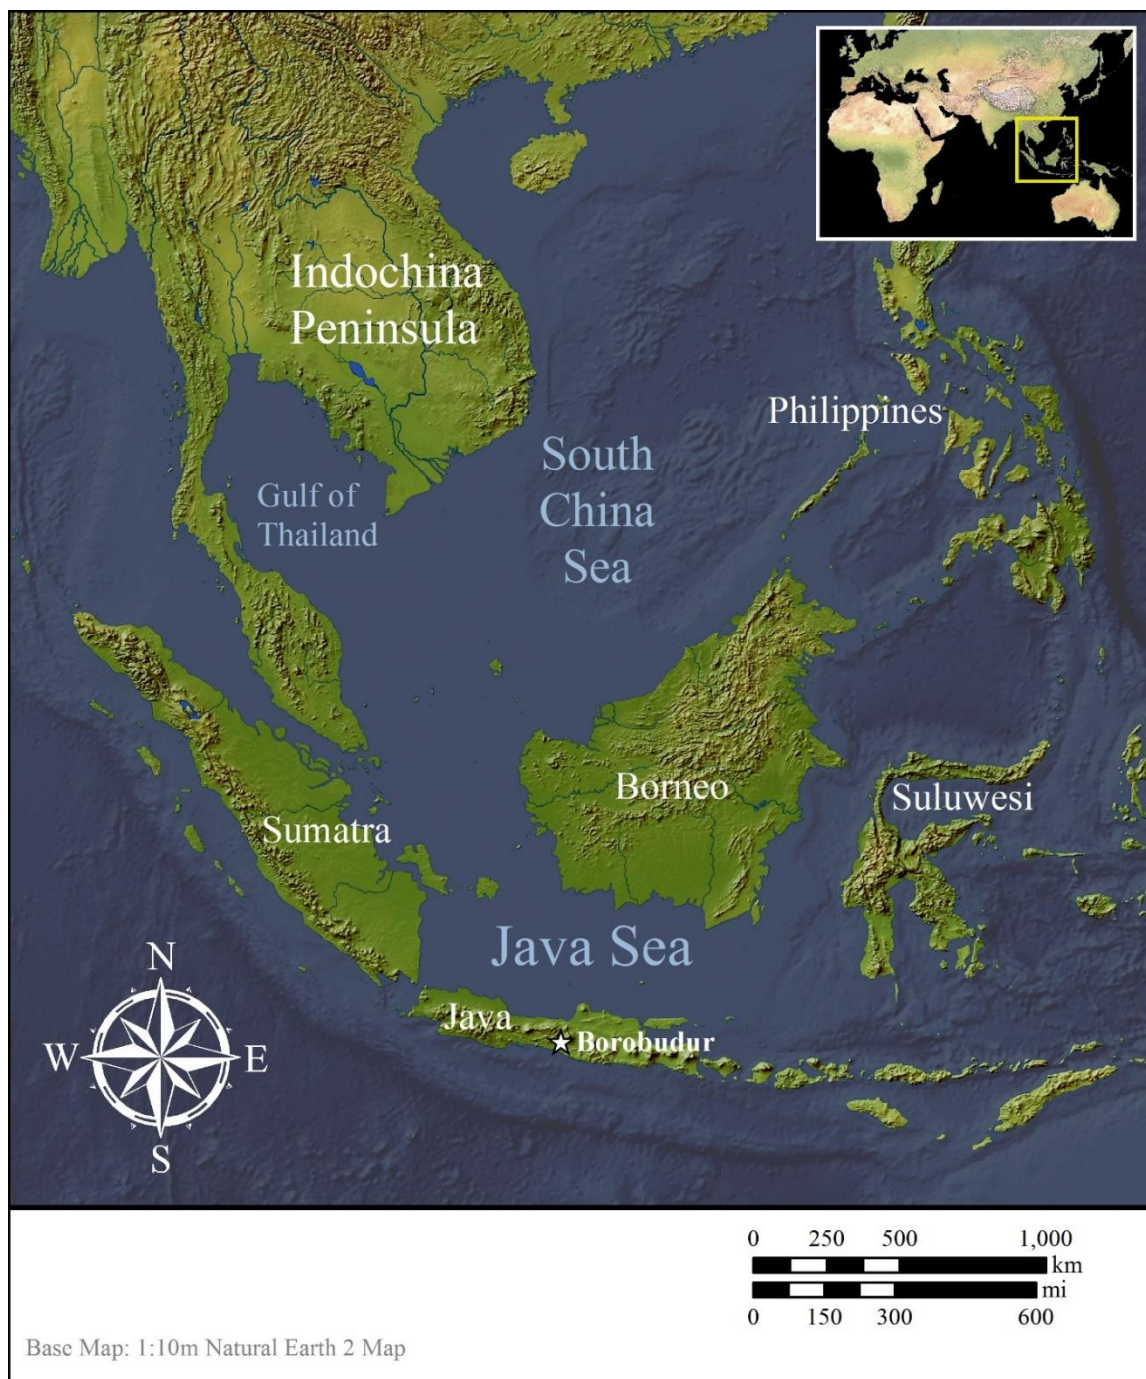 Indochina
Peninsula
Philippines
South
China
Sea
Gulf of
Thailand
Borneo
Suluwesi
Sumatra
Java Sea
Java
Borobudur
N
W
E
S
0 250 500 1,000
km
mi
0 150 300 600
Base Map: 1:10m Natural Earth 2 Map